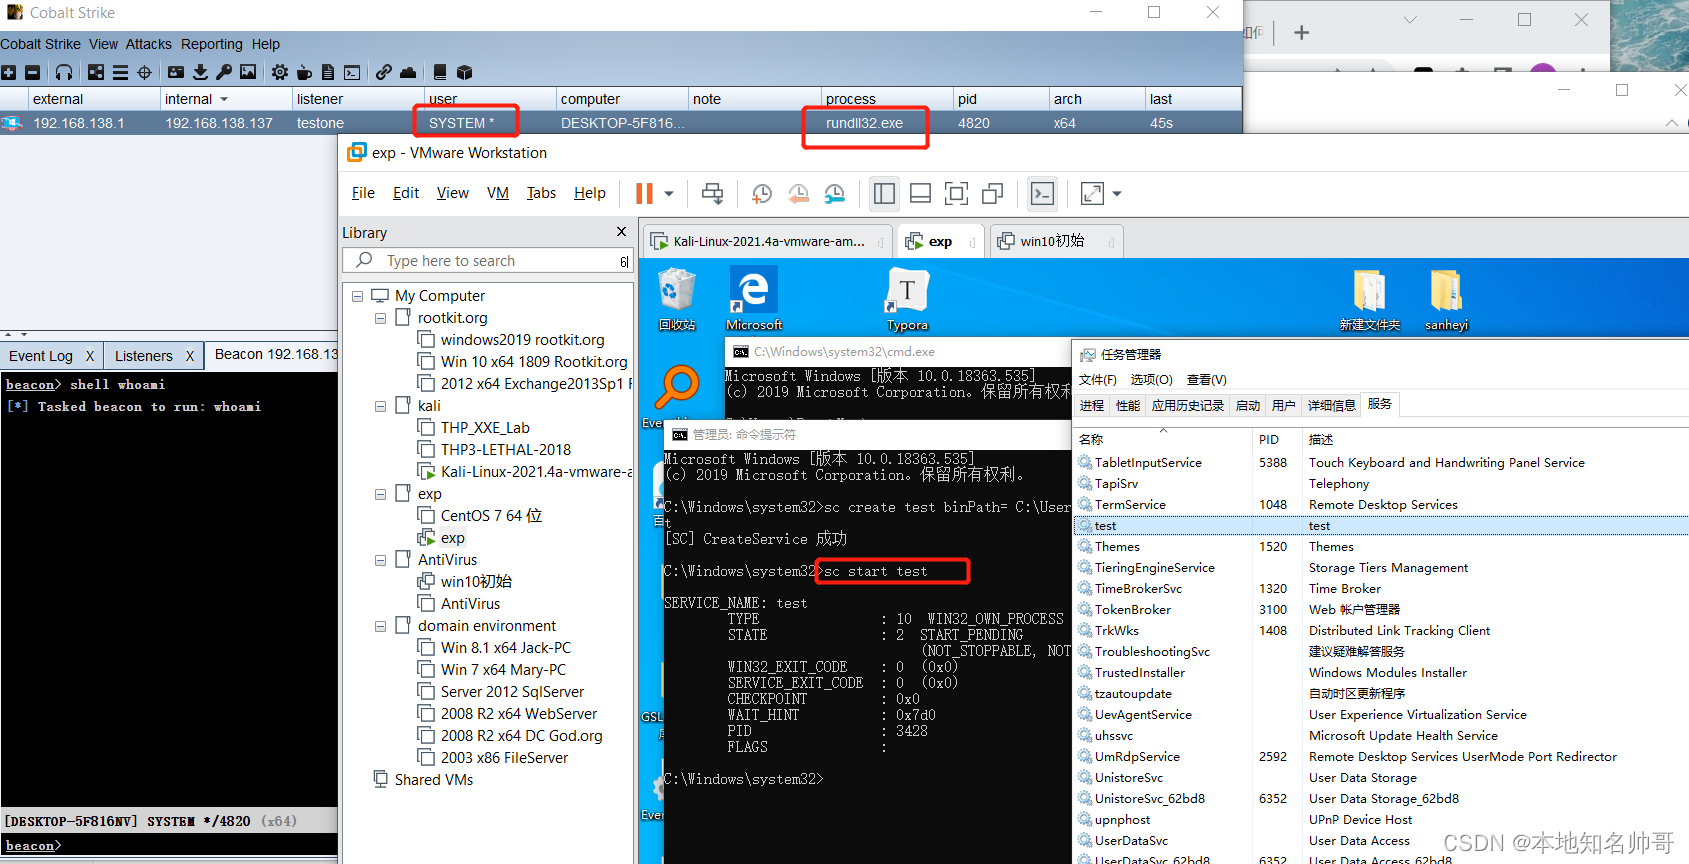 Cobalt Strike
Cobalt Strike View Attacks Reporting Help
external internal listener user computer note process pid arch last
192.168.138.1 192.168.138.137 testone SYSTEM * DESKTOP-5F816... rundll32.exe 4820 x64 45s
exp - VMware Workstation
File Edit View VM Tabs Help
Library X
Type here to search
My Computer
rootkit.org
windows2019 rootkit.org
Win 10 x64 1809 Rootkit.org
2012 x64 Exchange2013Sp1
kali
THP_XXE_Lab
THP3-LETHAL-2018
Kali-Linux-2021.4a-vmware-a
exp
CentOS 7 64 位
exp
AntiVirus
win10初始
AntiVirus
domain environment
Win 8.1 x64 Jack-PC
Win 7 x64 Mary-PC
Server 2012 SqlServer
2008 R2 x64 WebServer
2008 R2 x64 DC God.org
2003 x86 FileServer
Shared VMs
Event Log X Listeners X Beacon 192.168.13
beacon> shell whoami
[*] Tasked beacon to run: whoami
[DESKTOP-5F816NV] SYSTEM */4820 (x64)
beacon>
Kali-Linux-2021.4a-vmware-am... exp win10初始
回收站 Microsoft Typora 新建文件夹 sanheyi
C:\Windows\system32\cmd.exe
Microsoft Windows [版本 10.0.18363.535]
(c) 2019 Microsoft Corporation。保留所有权利
管理员: 命令提示符
Microsoft Windows [版本 10.0.18363.535]
(c) 2019 Microsoft Corporation。保留所有权利。
C:\Windows\system32>sc create test binPath= C:\User
t
[SC] CreateService 成功
C:\Windows\system32>sc start test
SERVICE_NAME: test
TYPE : 10 WIN32_OWN_PROCESS
STATE : 2 START_PENDING
(NOT_STOPPABLE, NOT
WIN32_EXIT_CODE : 0 (0x0)
SERVICE_EXIT_CODE : 0 (0x0)
CHECKPOINT : 0x0
WAIT_HINT : 0x7d0
PID : 3428
FLAGS :
C:\Windows\system32>
任务管理器
文件(F) 选项(O) 查看(V)
进程 性能 应用历史记录 启动 用户 详细信息 服务
名称 PID 描述
TabletInputService 5388 Touch Keyboard and Handwriting Panel Service
TapiSrv Telephony
TermService 1048 Remote Desktop Services
test test
Themes 1520 Themes
TieringEngineService Storage Tiers Management
TimeBrokerSvc 1320 Time Broker
TokenBroker 3100 Web 帐户管理器
TrkWks 1408 Distributed Link Tracking Client
TroubleshootingSvc 建议疑难解答服务
TrustedInstaller Windows Modules Installer
tzautoupdate 自动时区更新程序
UevAgentService User Experience Virtualization Service
uhssvc Microsoft Update Health Service
UmRdpService 2592 Remote Desktop Services UserMode Port Redirector
UnistoreSvc User Data Storage
UnistoreSvc_62bd8 6352 User Data Storage_62bd8
upnphost UPnP Device Host
UserDataSvc User Data Access
UserDataSvc_62bd8 6352 User Data Access_62bd8
CSDN @本地知名帅哥